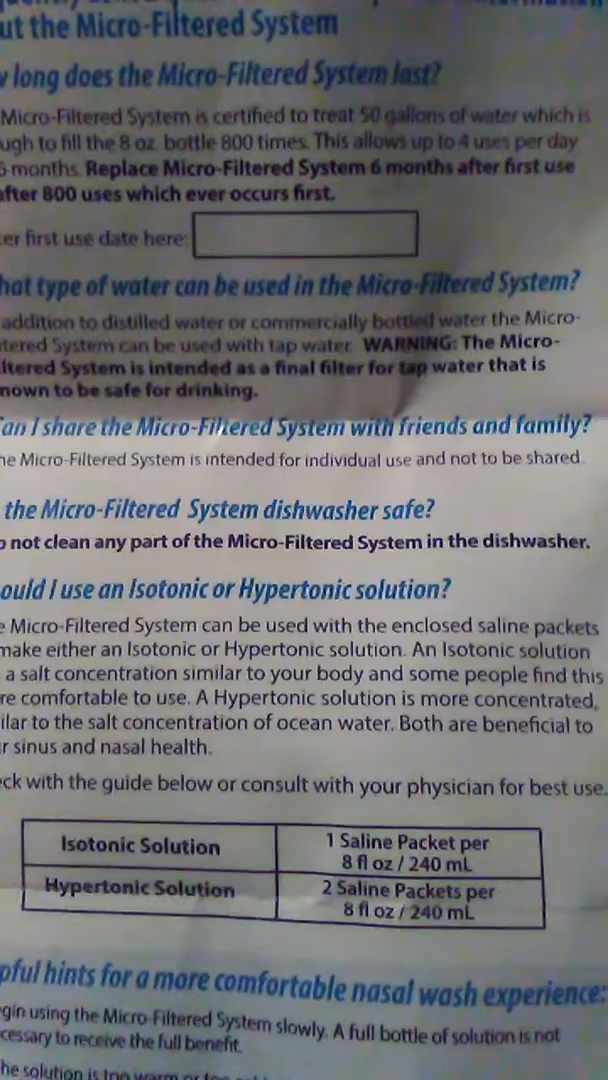 ut the Micro-Filtered System
long does the Micro-Filtered System last?
Micro-Filtered System is certified to treat 50 gallons of water which is
ugh to fill the 8 oz. bottle 800 times. This allows up to 4 uses per day
months. Replace Micro-Filtered System 6 months after first use
after 800 uses which ever occurs first.
er first use date here:
hat type of water can be used in the Micro-Filtered System?
addition to distilled water or commercially bottled water the Micro-
tered System can be used with tap water. WARNING: The Micro-
ltered System is intended as a final filter for tap water that is
nown to be safe for drinking.
an I share the Micro-Filtered System with friends and family?
he Micro-Filtered System is intended for individual use and not to be shared.
the Micro-Filtered System dishwasher safe?
o not clean any part of the Micro-Filtered System in the dishwasher.
ould I use an Isotonic or Hypertonic solution?
e Micro-Filtered System can be used with the enclosed saline packets
make either an Isotonic or Hypertonic solution. An Isotonic solution
a salt concentration similar to your body and some people find this
re comfortable to use. A Hypertonic solution is more concentrated,
ilar to the salt concentration of ocean water. Both are beneficial to
r sinus and nasal health.
eck with the guide below or consult with your physician for best use.
Isotonic Solution
1 Saline Packet per
8 fl oz / 240 mL
Hypertonic Solution
2 Saline Packets per
8 fl oz / 240 mL
pful hints for a more comfortable nasal wash experience:
gin using the Micro-Filtered System slowly. A full bottle of solution is not
cessary to receive the full benefit.
he solution is too warm or too